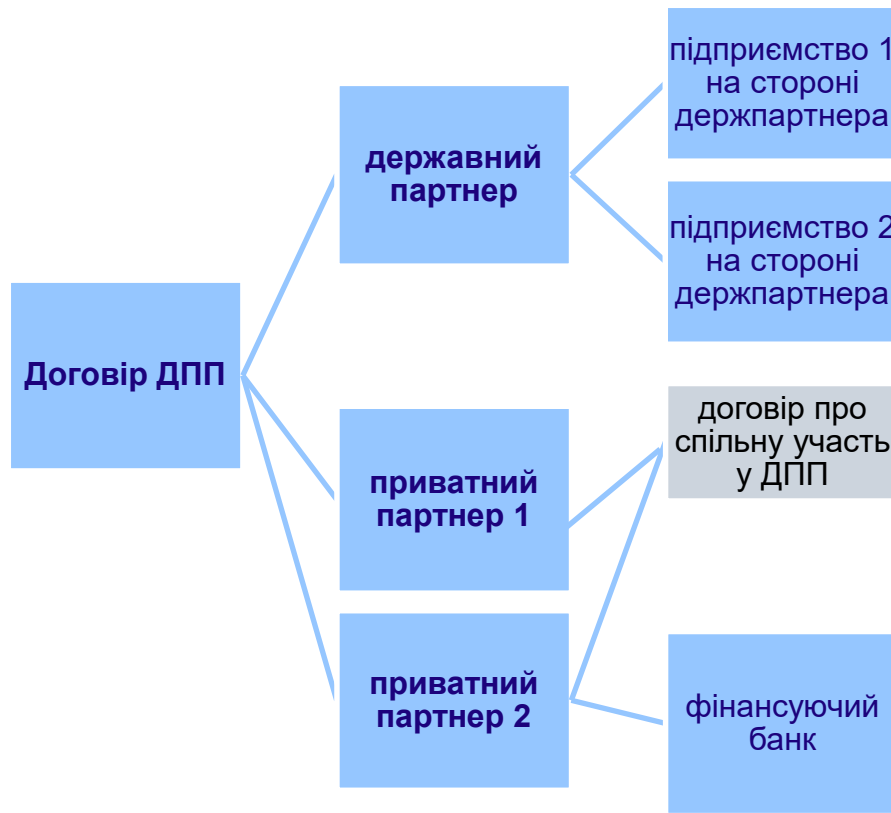 підприємство 1
на стороні
держпартнера
державний
партнер
підприємство 2
на стороні
держпартнера
Договір ДПП
договір про
спільну участь
у ДПП
приватний
партнер 1
приватний
партнер 2
фінансуючий
банк